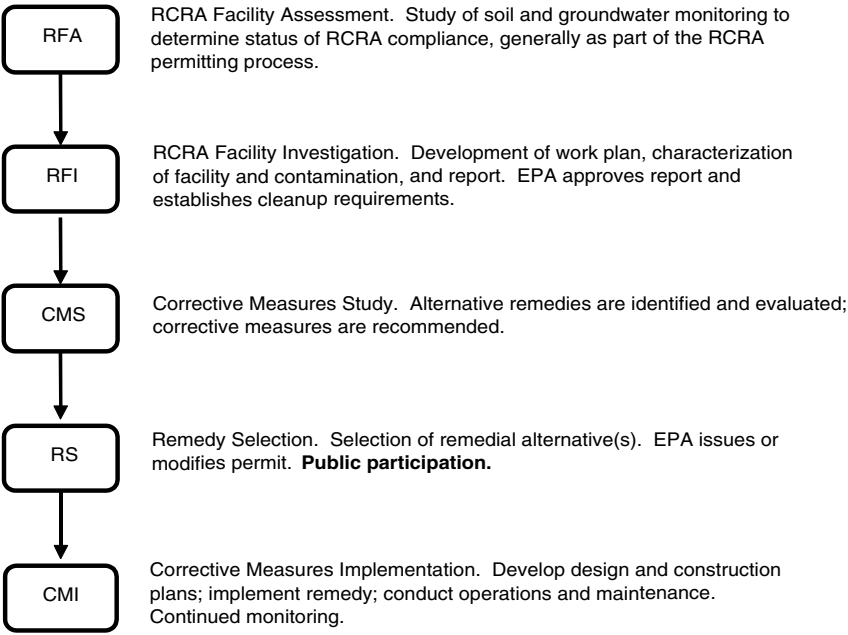 RFA
RCRA Facility Assessment. Study of soil and groundwater monitoring to
determine status of RCRA compliance, generally as part of the RCRA
permitting process.
RFI
RCRA Facility Investigation. Development of work plan, characterization
of facility and contamination, and report. EPA approves report and
establishes cleanup requirements.
CMS
Corrective Measures Study. Alternative remedies are identified and evaluated;
corrective measures are recommended.
RS
Remedy Selection. Selection of remedial alternative(s). EPA issues or
modifies permit. Public participation.
CMI
Corrective Measures Implementation. Develop design and construction
plans; implement remedy; conduct operations and maintenance.
Continued monitoring.